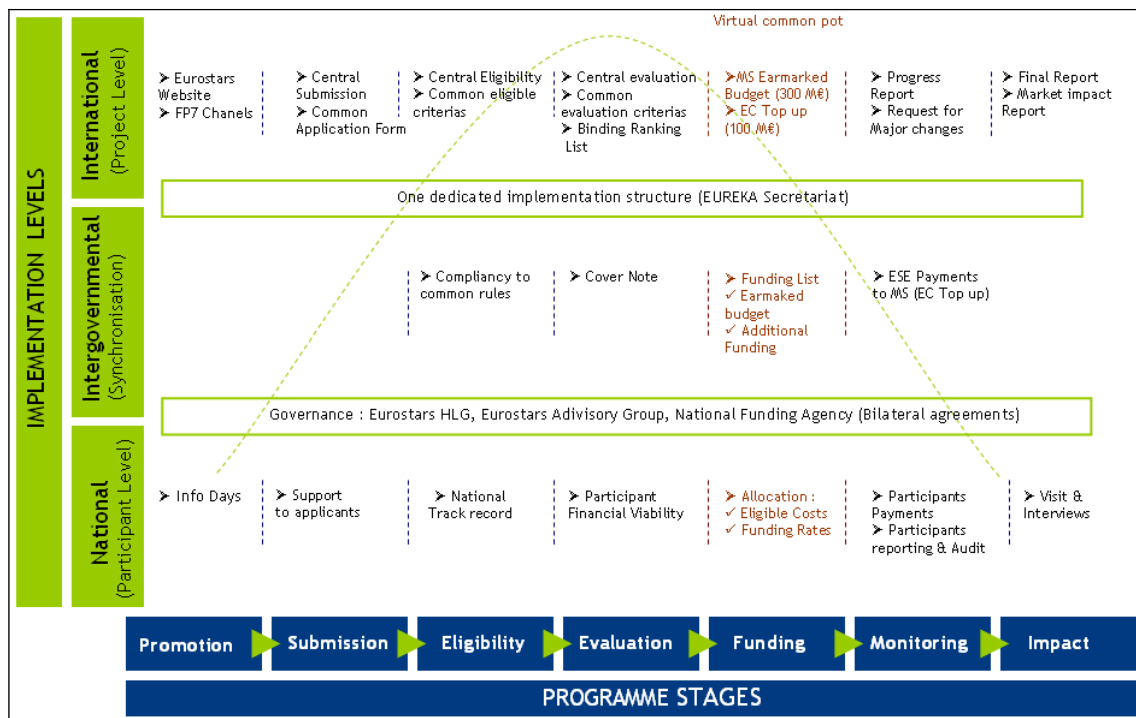 Virtual common pot
IMPLEMENTATION LEVELS
International
(Project Level)
➢ Eurostars
Website
➢ FP7 Chanels
➢ Central
Submission
➢ Common
Application Form
➢ Central Eligibility
➢ Common eligible
criterias
➢ Central evaluation
➢ Common
evaluation criterias
➢ Binding Ranking
List
➢MS Earmarked
Budget (300 M€)
➢ EC Top up
(100 M€)
➢ Progress
Report
➢ Request for
Major changes
➢ Final Report
➢ Market impact
Report
One dedicated implementation structure (EUREKA Secretariat)
Intergovernmental
(Synchronisation)
➢ Compliancy to
common rules
➢ Cover Note
➢ Funding List
✓ Earmaked
budget
✓ Additional
Funding
➢ ESE Payments
to MS (EC Top up)
Governance : Eurostars HLG, Eurostars Adivisory Group, National Funding Agency (Bilateral agreements)
National
(Participant Level)
➢ Info Days
➢ Support
to applicants
➢ National
Track record
➢ Participant
Financial Viability
➢ Allocation :
✓ Eligible Costs
✓ Funding Rates
➢ Participants
Payments
➢ Participants
reporting & Audit
➢ Visit &
Interviews
Promotion
Submission
Eligibility
Evaluation
Funding
Monitoring
Impact
PROGRAMME STAGES